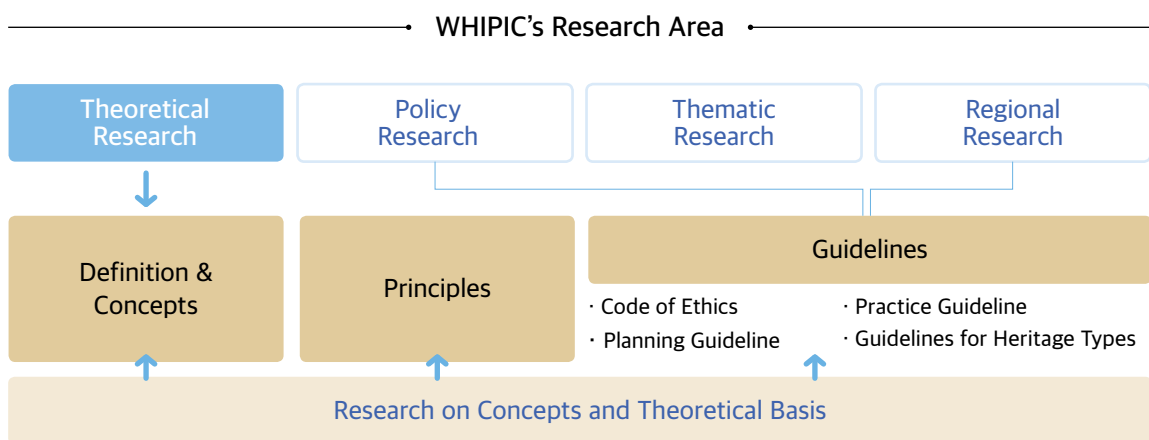 WHIPIC's Research Area
Theoretical
Research
Policy
Research
Thematic
Research
Regional
Research
Definition &
Concepts
Principles
Guidelines
· Code of Ethics
· Planning Guideline
· Practice Guideline
· Guidelines for Heritage Types
Research on Concepts and Theoretical Basis